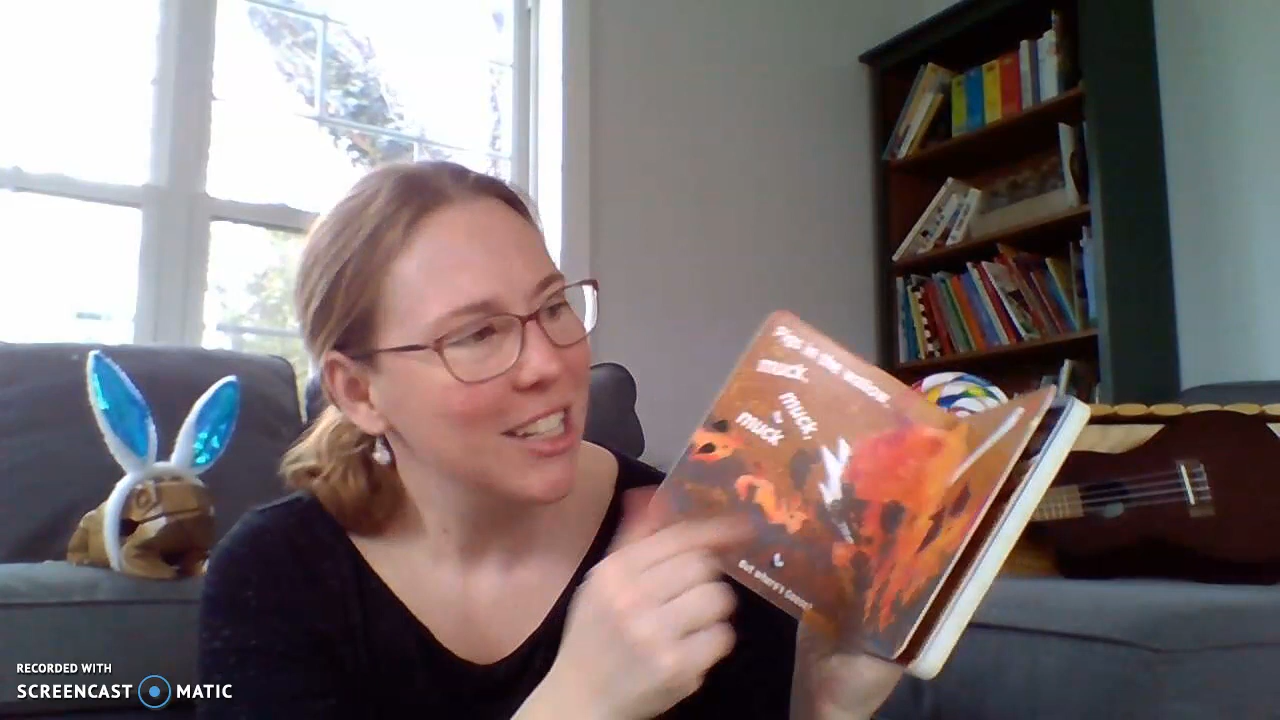 Pigs in the wallow,
muck,
muck,
muck
But where's Goose?
RECORDED WITH
SCREENCAST MATIC